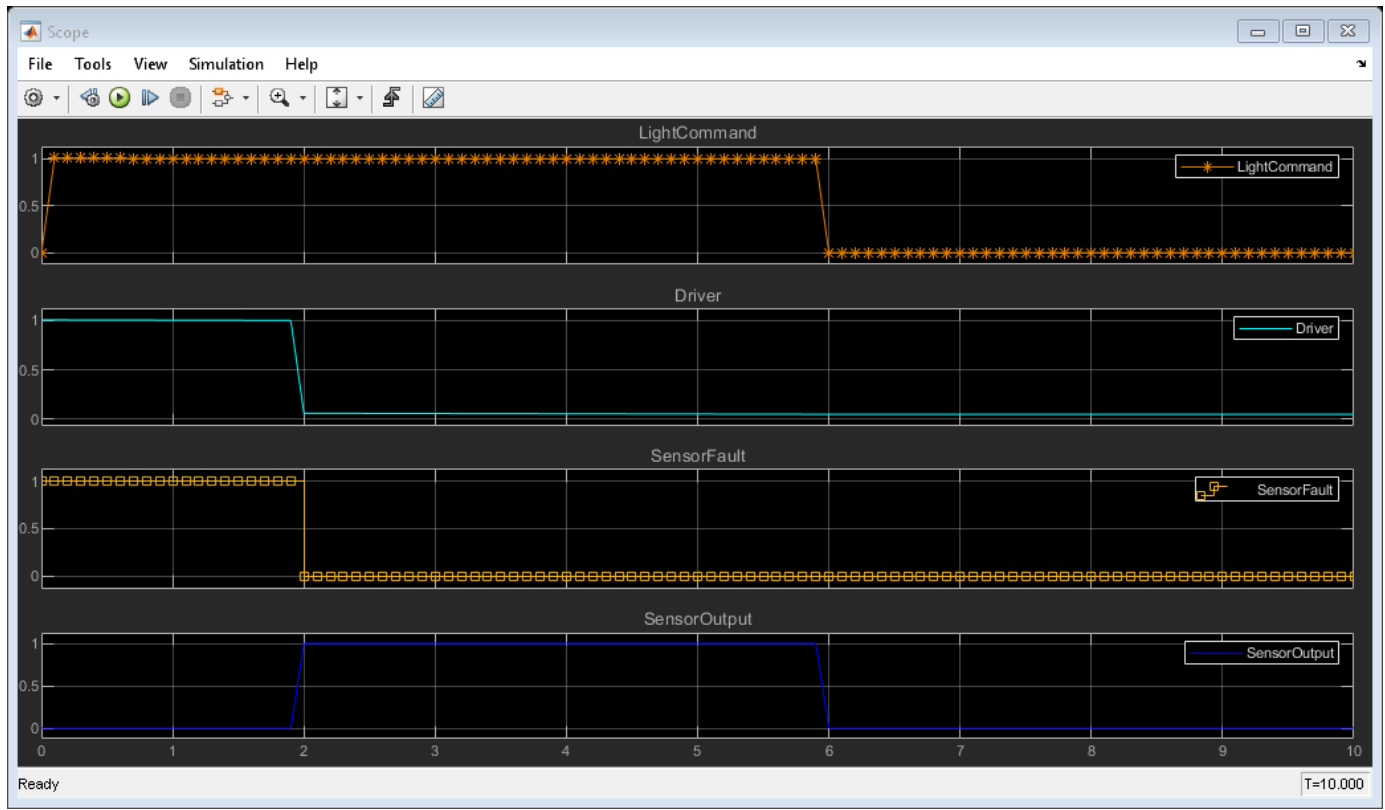 Scope
File Tools View Simulation Help
LightCommand
1
0.5
0
LightCommand
Driver
1
0.5
0
Driver
SensorFault
1
0.5
0
SensorFault
SensorOutput
1
0.5
0
SensorOutput
0 1 2 3 4 5 6 7 8 9 10
Ready T=10.000